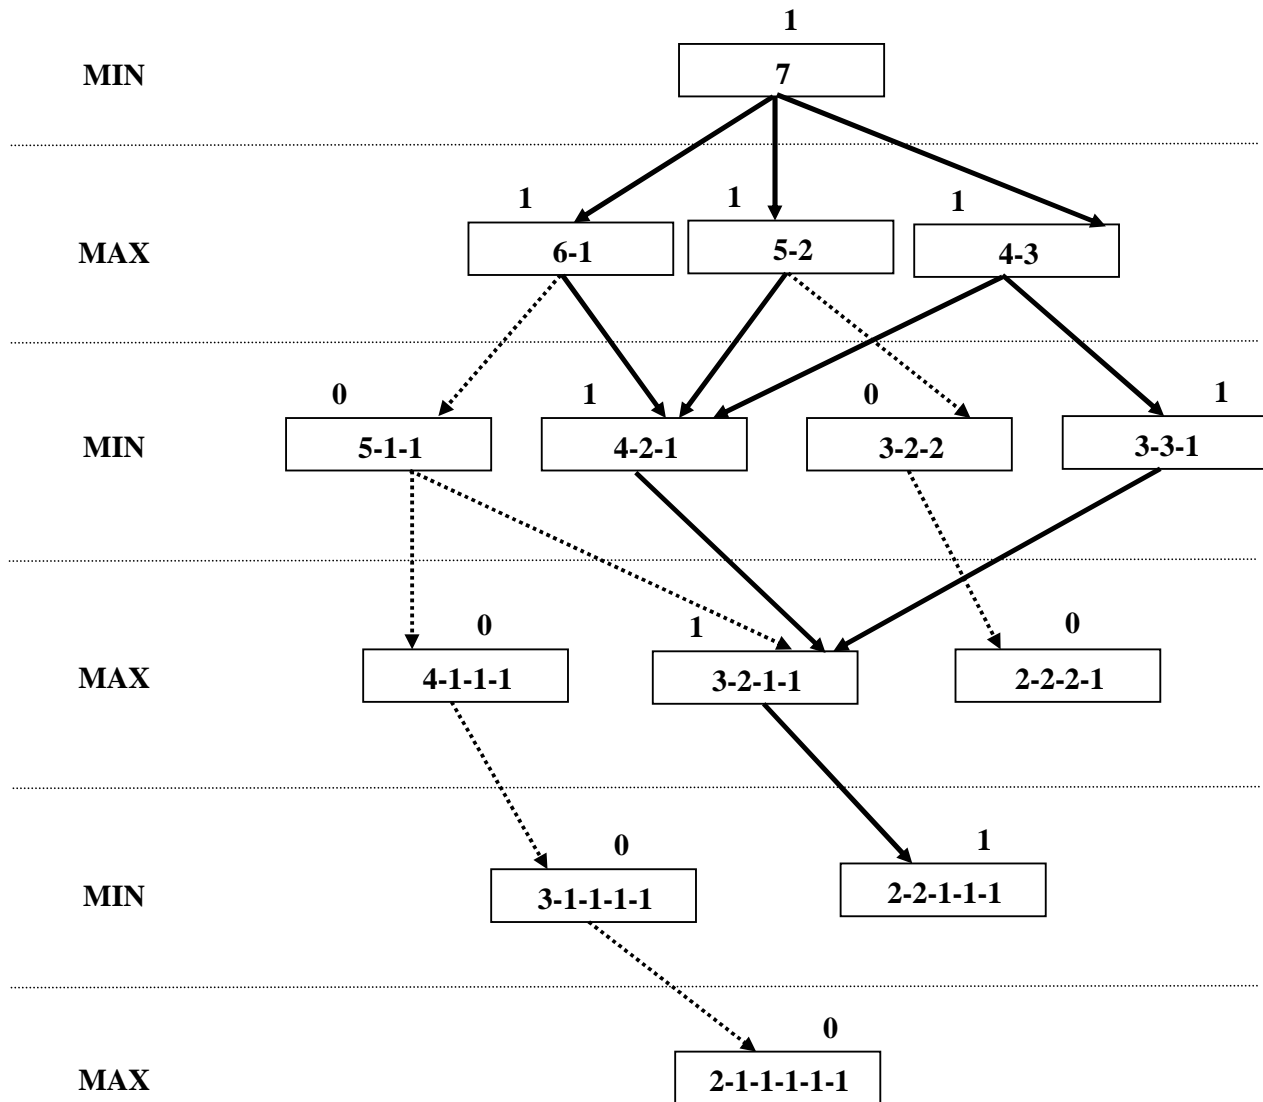 1
MIN 7
1 1 1
MAX 6-1 5-2 4-3
0 1 0 1
MIN 5-1-1 4-2-1 3-2-2 3-3-1
0 1 0
MAX 4-1-1-1 3-2-1-1 2-2-2-1
0 1
MIN 3-1-1-1-1 2-2-1-1-1
0
MAX 2-1-1-1-1-1